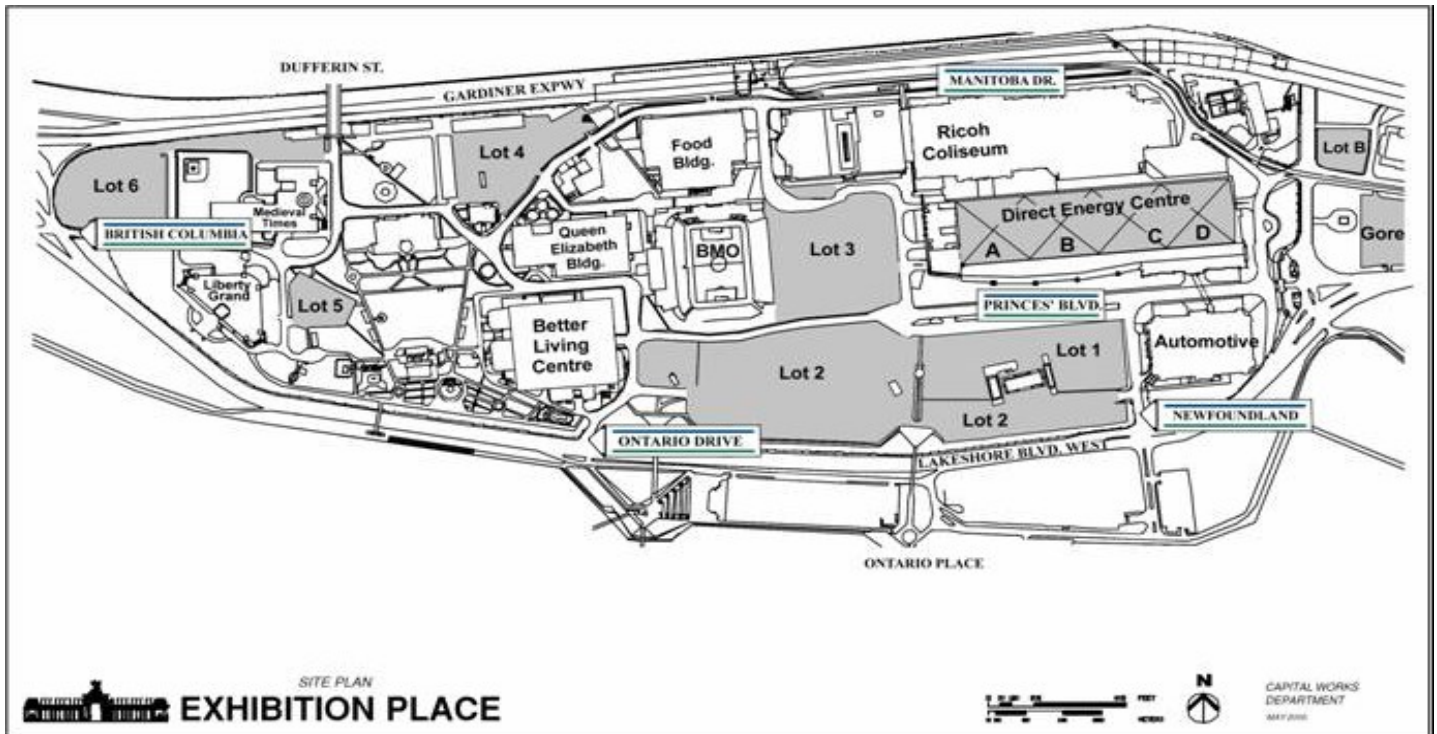 DUFFERIN ST.
GARDINER EXPWY
MANITOBA DR.
Lot 4
Food
Bldg.
Ricoh
Coliseum
Lot B
Lot 6
Medieval
Times
BRITISH COLUMBIA
Queen
Elizabeth
Bldg.
BMO
Lot 3
Direct Energy Centre
A
B
C
D
Gore
Liberty
Grand
Lot 5
PRINCES' BLVD.
Better
Living
Centre
Lot 2
Lot 1
Automotive
Lot 2
NEWFOUNDLAND
ONTARIO DRIVE
LAKESHORE BLVD. WEST
ONTARIO PLACE
SITE PLAN
EXHIBITION PLACE
N
FEET
METERS
CAPITAL WORKS
DEPARTMENT